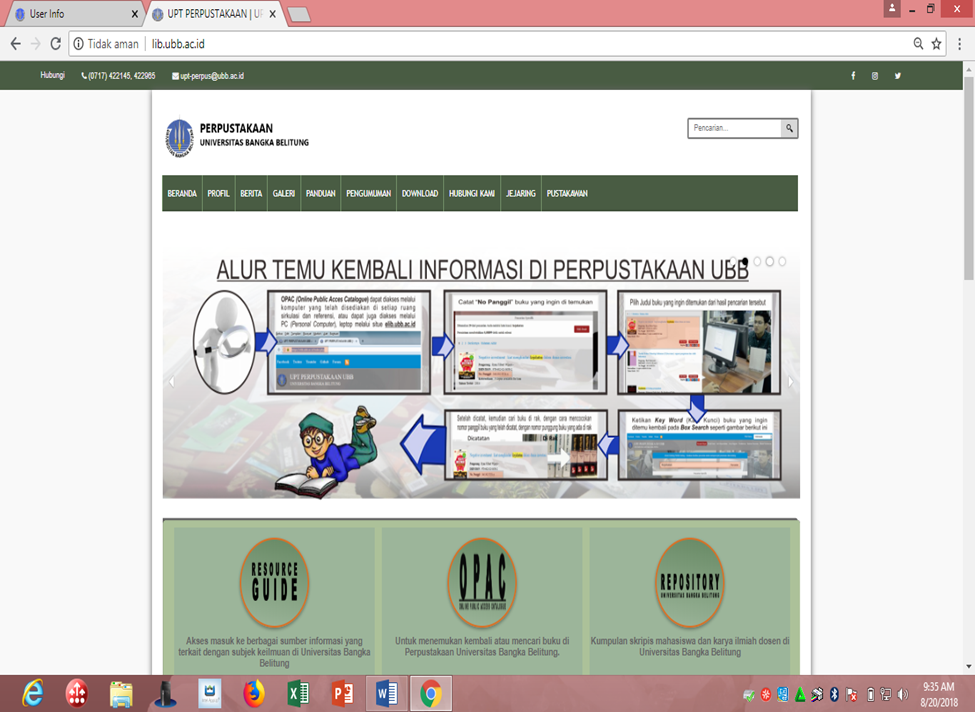 User Info
UPT PERPUSTAKAAN | U
Tidak aman
lib.ubb.ac.id
Hubungi
(0717) 422145, 422965
upt-perpus@ubb.ac.id
PERPUSTAKAAN
UNIVERSITAS BANGKA BELITUNG
Pencarian...
BERANDA
PROFIL
BERITA
GALERI
PANDUAN
PENGUMUMAN
DOWNLOAD
HUBUNGI KAMI
JEJARING
PUSTAKAWAN
ALUR TEMU KEMBALI INFORMASI DI PERPUSTAKAAN UBB
OPAC (Online Public Acces Catalogue) dapat diakses melalui
komputer yang telah disediakan di setiap ruang
sirkulasi dan referensi, atau dapat juga diakses melalui
PC (Personal Computer), laptop melalui situs elib.ubb.ac.id
UPT PERPUSTAKAAN UBB
Catat "No Panggil" buku yang ingin di temukan
Pilih Judul buku yang ingin ditemukan dari hasil pencarian tersebut
Setelah dicatat, kemudian cari buku di rak, dengan cara mencocokan
nomor panggil buku yang telah dicatat, dengan nomor punggung buku yang ada di rak
Dicatatan
Di Rak
Ketikan Key Word (Kata Kunci) buku yang ingin
ditemu kembali pada Box Search seperti gambar berikut ini
RESOURCE
GUIDE
Akses masuk ke berbagai sumber informasi yang
terkait dengan subjek keilmuan di Universitas Bangka
Belitung
OPAC
ONLINE PUBLIC ACCESS CATALOGUE
Untuk menemukan kembali atau mencari buku di
Perpustakaan Universitas Bangka Belitung.
REPOSITORY
UNIVERSITAS BANGKA BELITUNG
Kumpulan skripis mahasiswa dan karya ilmiah dosen di
Universitas Bangka Belitung
9:35 AM
8/20/2018